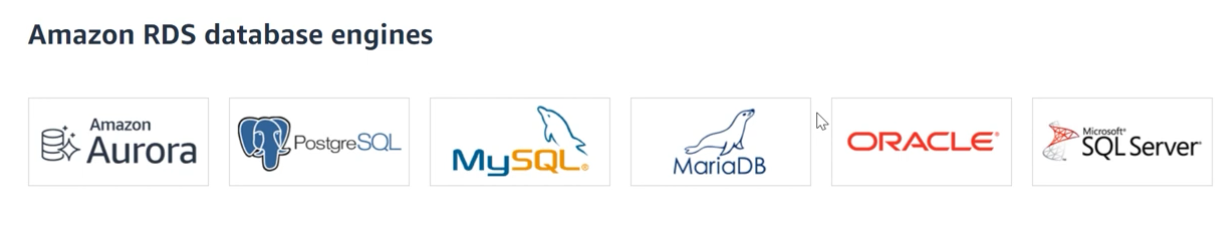 Amazon RDS database engines
Amazon
Aurora
PostgreSQL
MySQL®
MariaDB
ORACLE®
Microsoft®
SQL Server®